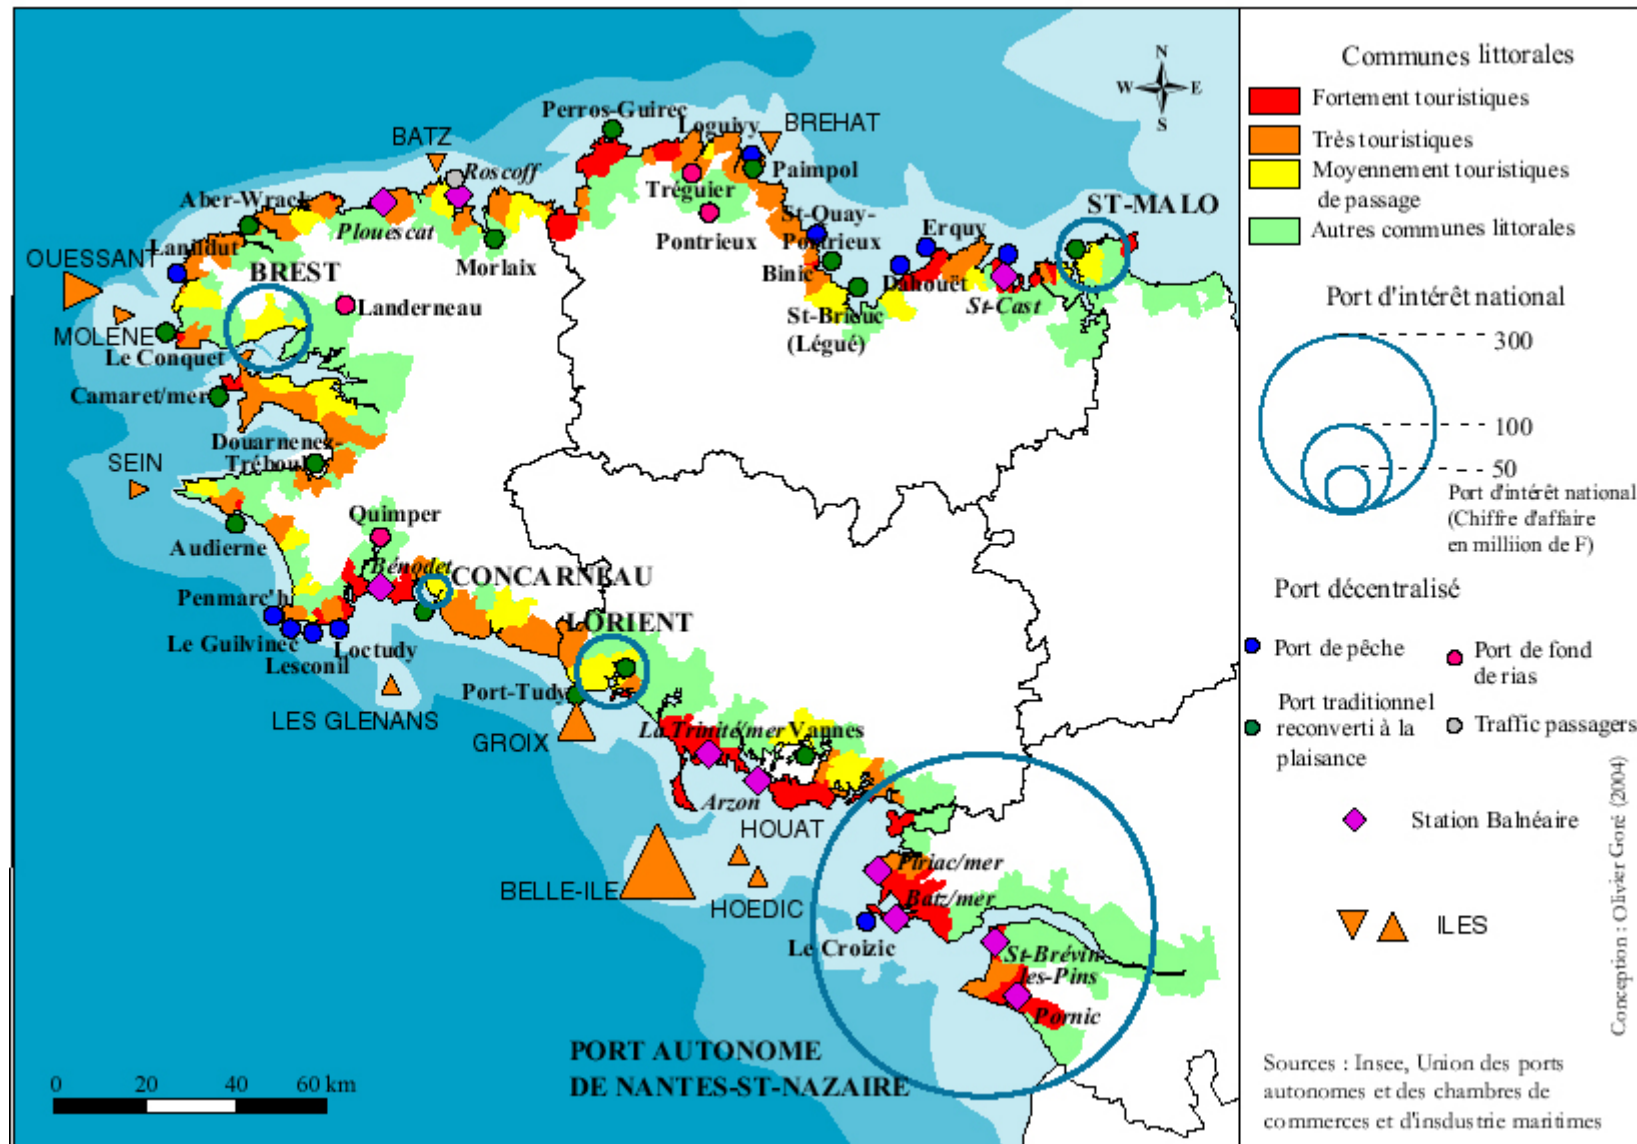 N
W
E
S
Perros-Guirec
Loguivy
BREHAT
BATZ
Roscoff
Paimpol
Aber-Wrack
Tréguier
ST-MALO
Plouescat
St-Quay-
Pontrieux
Erquy
Lanildut
Pontrieux
OUESSANT
BREST
Morlaix
Binic
Dahouët
St-Cast
Landerneau
St-Brieuc
(Légué)
MOLENE
Le Conquet
Camaret/mer
Douarnenez-
Tréboul
SEIN
Quimper
Audierne
Bénodet
CONCARNEAU
Penmarc'h
LORIENT
Le Guilvinec
Loctudy
Lesconil
Port-Tudy
LES GLENANS
GROIX
La Trinité/mer
Vannes
Arzon
HOUAT
BELLE-ILE
HOEDIC
Piriac/mer
Batz/mer
Le Croizic
St-Brévin
les-Pins
Pornic
PORT AUTONOME
DE NANTES-ST-NAZAIRE
0 20 40 60 km
Communes littorales
Fortement touristiques
Très touristiques
Moyennement touristiques
de passage
Autres communes littorales
Port d'intérêt national
300
100
50
Port d'intérêt national
(Chiffre d'affaire
en milliion de F)
Port décentralisé
Port de pêche
Port de fond
de rias
Port traditionnel
reconverti à la
plaisance
Traffic passagers
Station Balnéaire
ILES
Conception : Olivier Goré (2004)
Sources : Insee, Union des ports
autonomes et des chambres de
commerces et d'insdustrie maritimes